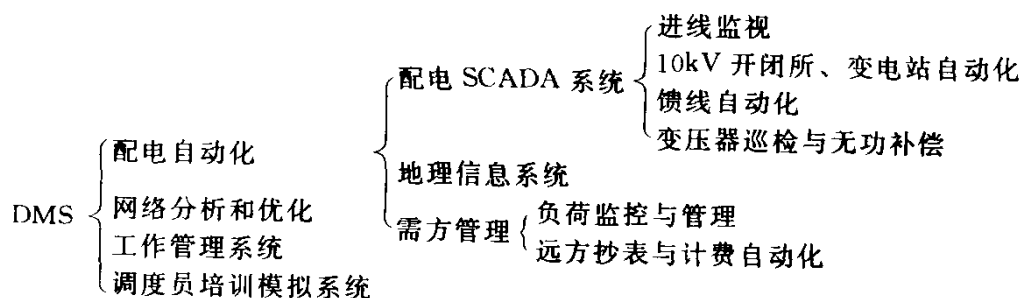 进线监视
10kV 开闭所、变电站自动化
配电 SCADA 系统
馈线自动化
变压器巡检与无功补偿
配电自动化
地理信息系统
DMS
网络分析和优化
需方管理
负荷监控与管理
工作管理系统
远方抄表与计费自动化
调度员培训模拟系统